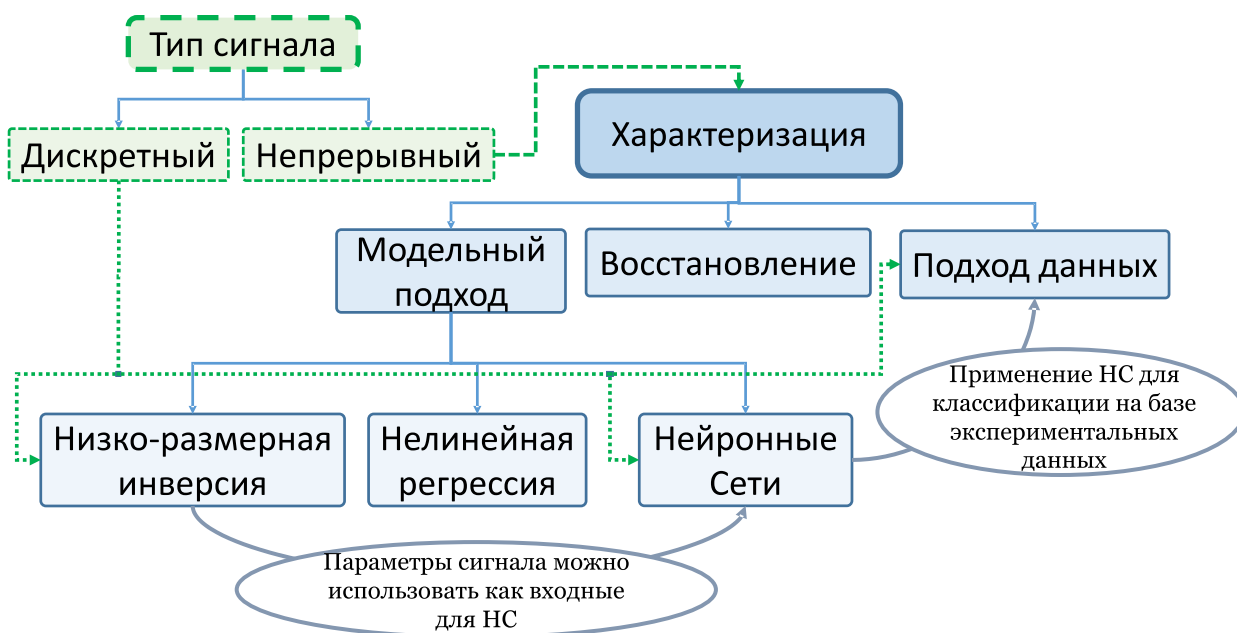 Тип сигнала
Дискретный
Непрерывный
Характеризация
Модельный
подход
Восстановление
Подход данных
Низко-размерная
инверсия
Нелинейная
регрессия
Нейронные
Сети
Применение НС для
классификации на базе
экспериментальных
данных
Параметры сигнала можно
использовать как входные
для НС